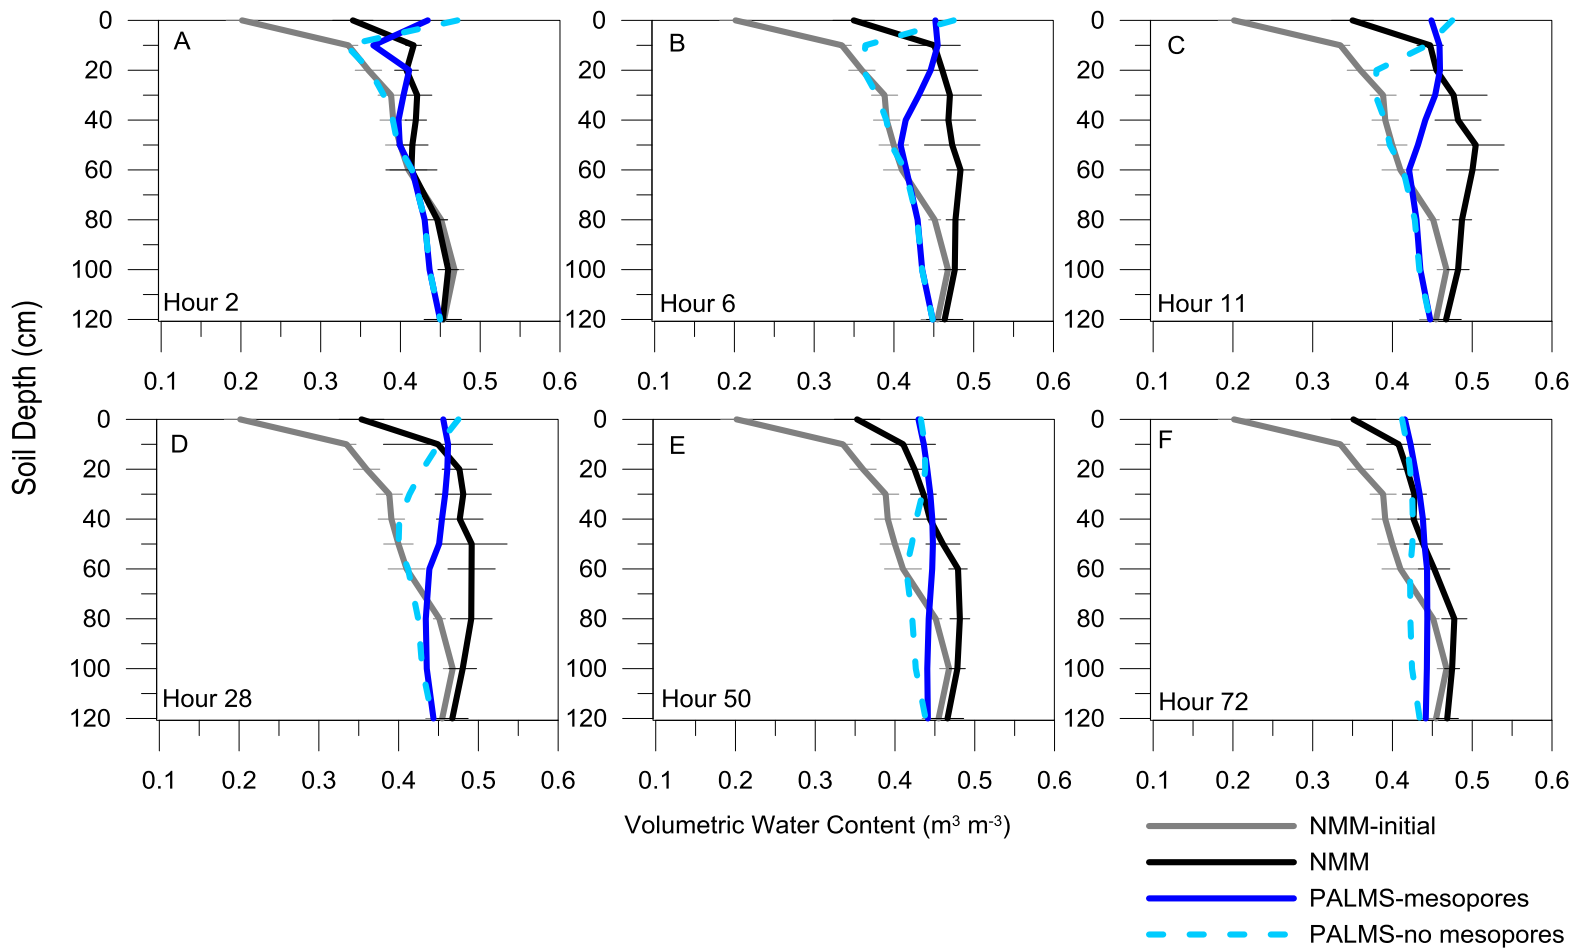 0
20
40
60
80
100
120
A
Hour 2
0.1 0.2 0.3 0.4 0.5 0.6
0
20
40
60
80
100
120
B
Hour 6
0.1 0.2 0.3 0.4 0.5 0.6
0
20
40
60
80
100
120
C
Hour 11
0.1 0.2 0.3 0.4 0.5 0.6
Soil Depth (cm)
0
20
40
60
80
100
120
D
Hour 28
0.1 0.2 0.3 0.4 0.5 0.6
0
20
40
60
80
100
120
E
Hour 50
0.1 0.2 0.3 0.4 0.5 0.6
0
20
40
60
80
100
120
F
Hour 72
0.1 0.2 0.3 0.4 0.5 0.6
Volumetric Water Content (m³ m⁻³)
NMM-initial
NMM
PALMS-mesopores
PALMS-no mesopores